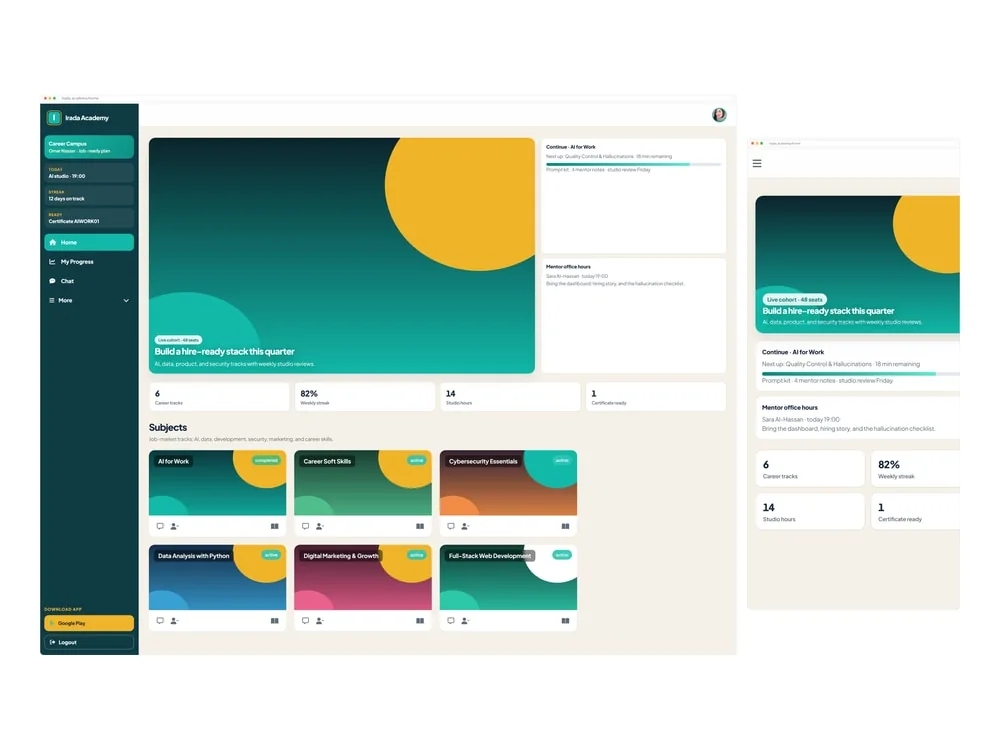 Irada Academy
Career Campus
Omar Hassan · Job-ready plan
TODAY
AI studio · 19:00
STREAK
12 days on track
READY
Certificate AIWORK01
Home
My Progress
Chat
More
DOWNLOAD APP
Google Play
Logout
Live cohort · 48 seats
Build a hire-ready stack this quarter
AI, data, product, and security tracks with weekly studio reviews.
Continue · AI for Work
Next up: Quality Control & Hallucinations · 18 min remaining
Prompt kit · 4 mentor notes · studio review Friday
Mentor office hours
Sara Al-Hassan · today 19:00
Bring the dashboard, hiring story, and the hallucination checklist.
6
Career tracks
82%
Weekly streak
14
Studio hours
1
Certificate ready
Subjects
Job-market tracks: AI, data, development, security, marketing, and career skills.
AI for Work
completed
Career Soft Skills
active
Cybersecurity Essentials
active
Data Analysis with Python
active
Digital Marketing & Growth
active
Full-Stack Web Development
active
Live cohort · 48 seats
Build a hire-ready stack this quarter
AI, data, product, and security tracks with weekly studio reviews.
Continue · AI for Work
Next up: Quality Control & Hallucinations · 18 min remaining
Prompt kit · 4 mentor notes · studio review Friday
Mentor office hours
Sara Al-Hassan · today 19:00
Bring the dashboard, hiring story, and the hallucination checklist.
6
Career tracks
82%
Weekly streak
14
Studio hours
1
Certificate ready